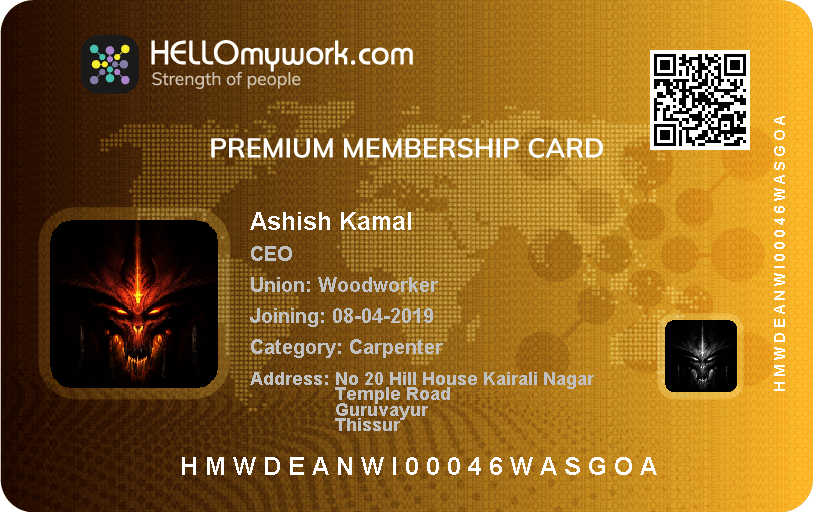 HELLOmywork.com
Strength of people
PREMIUM MEMBERSHIP CARD
Ashish Kamal
CEO
Union: Woodworker
Joining: 08-04-2019
Category: Carpenter
Address: No 20 Hill House Kairali Nagar
Temple Road
Guruvayur
Thissur
HMWDEANWI00046WASGOA
HMWDEANWI00046WASGOA